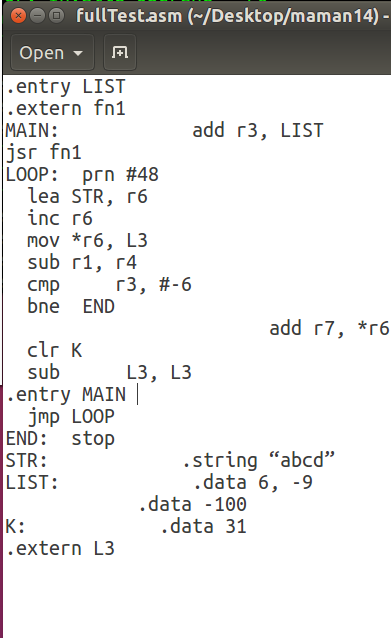 fullTest.asm (~/Desktop/maman14) -
Open
.entry LIST
.extern fn1
MAIN:            add r3, LIST
jsr fn1
LOOP:  prn #48
  lea STR, r6
  inc r6
  mov *r6, L3
  sub r1, r4
  cmp     r3, #-6
  bne  END
                        add r7, *r6
  clr K
  sub      L3, L3
.entry MAIN
  jmp LOOP
END:  stop
STR:            .string “abcd”
LIST:            .data 6, -9
            .data -100
K:            .data 31
.extern L3